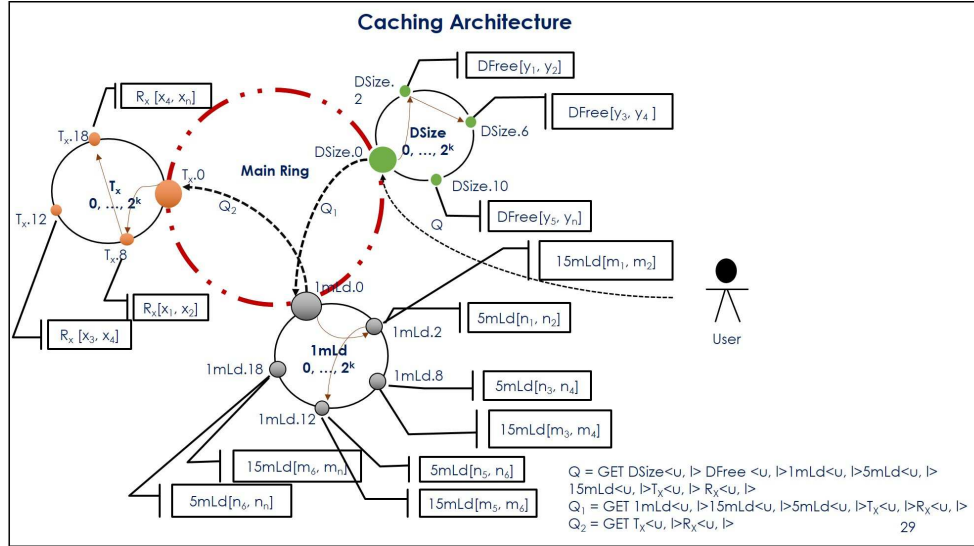 Caching Architecture
DFree[y₁, y₂]
DSize.
2
Rₓ [x₄, xₙ]
DFree[y₃, y₄ ]
DSize.6
Tₓ.18
DSize
0, ..., 2ᵏ
DSize.0
Main Ring
Tₓ.0
Tₓ
0, ..., 2ᵏ
DSize.10
Tₓ.12
Q₂
Q₁
Q
DFree[y₅, yₙ]
Tₓ.8
15mLd[m₁, m₂]
1mLd.0
Rₓ[x₁, x₂]
5mLd[n₁, n₂]
Rₓ [x₃, x₄]
1mLd.2
User
1mLd
0, ..., 2ᵏ
1mLd.18
1mLd.8
5mLd[n₃, n₄]
1mLd.12
15mLd[m₃, m₄]
15mLd[m₆, mₙ]
5mLd[n₅, n₆]
5mLd[n₆, nₙ]
15mLd[m₅, m₆]
Q = GET DSize<u, l> DFree <u, l>1mLd<u, l>5mLd<u, l>
15mLd<u, l>Tₓ<u, l> Rₓ<u, l>
Q₁ = GET 1mLd<u, l>15mLd<u, l>5mLd<u, l>Tₓ<u, l>Rₓ<u, l>
Q₂ = GET Tₓ<u, l>Rₓ<u, l>
29